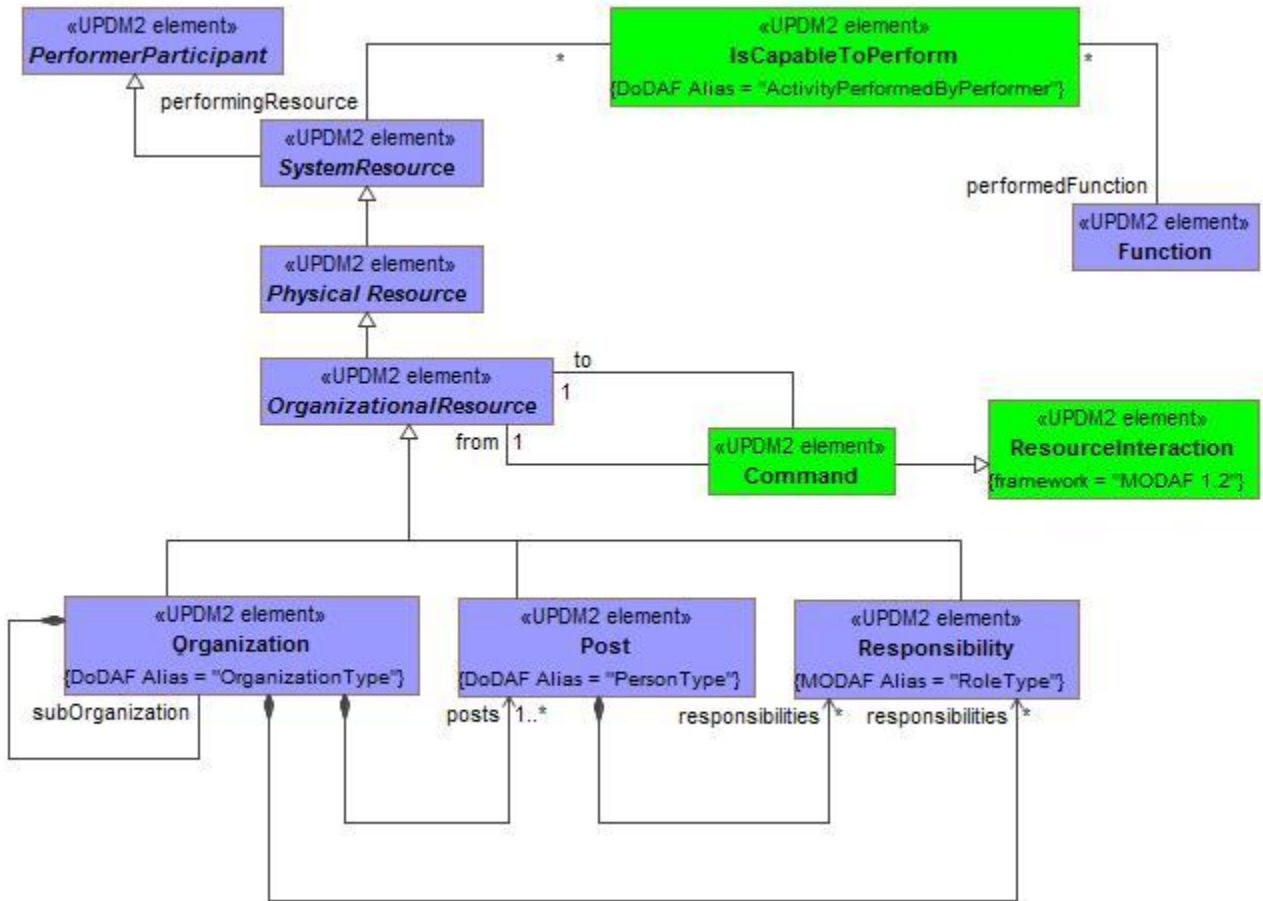 «UPDM2 element»
PerformerParticipant
«UPDM2 element»
IsCapableToPerform
{DoDAF Alias = "ActivityPerformedByPerformer"}
*
*
performingResource
«UPDM2 element»
SystemResource
performedFunction
«UPDM2 element»
Function
«UPDM2 element»
Physical Resource
«UPDM2 element»
OrganizationalResource
to
1
from
1
«UPDM2 element»
Command
«UPDM2 element»
ResourceInteraction
{framework = "MODAF 1.2"}
«UPDM2 element»
Organization
{DoDAF Alias = "OrganizationType"}
«UPDM2 element»
Post
{DoDAF Alias = "PersonType"}
«UPDM2 element»
Responsibility
{MODAF Alias = "RoleType"}
subOrganization
posts
1..*
responsibilities
*
responsibilities
*